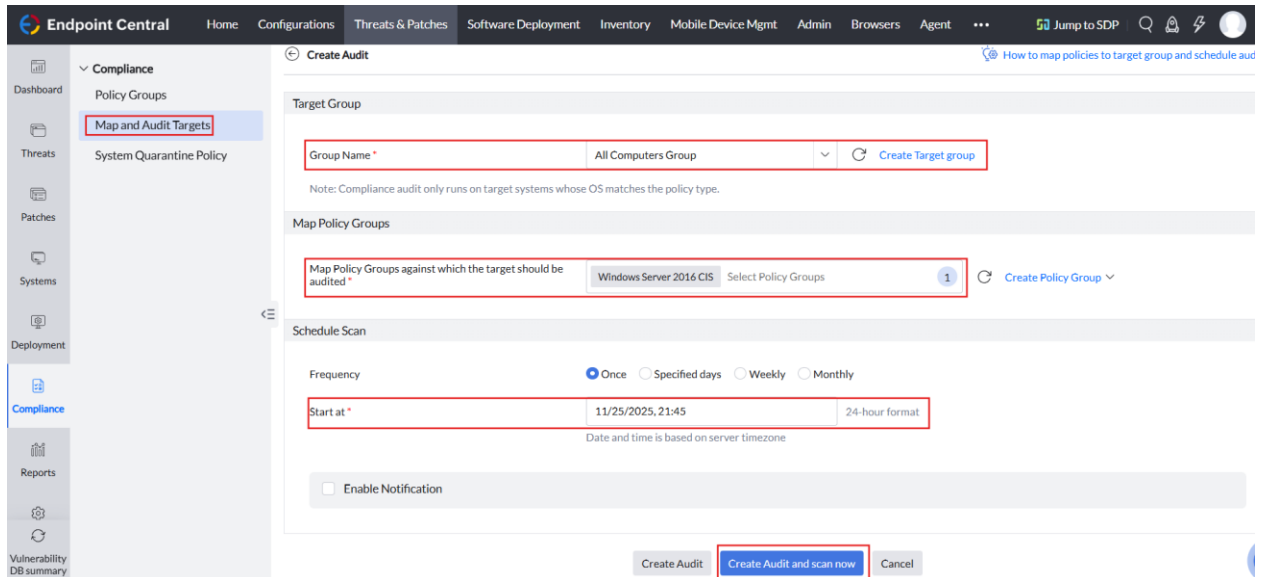 Endpoint Central Home Configurations Threats & Patches Software Deployment Inventory Mobile Device Mgmt Admin Browsers Agent ••• Jump to SDP
Dashboard
Threats
Patches
Systems
Deployment
Compliance
Reports
Vulnerability
DB summary
Compliance
Policy Groups
Map and Audit Targets
System Quarantine Policy
Create Audit
How to map policies to target group and schedule aud
Target Group
Group Name * All Computers Group Create Target group
Note: Compliance audit only runs on target systems whose OS matches the policy type.
Map Policy Groups
Map Policy Groups against which the target should be
audited * Windows Server 2016 CIS Select Policy Groups 1 Create Policy Group
Schedule Scan
Frequency Once Specified days Weekly Monthly
Start at * 11/25/2025, 21:45 24-hour format
Date and time is based on server timezone
Enable Notification
Create Audit Create Audit and scan now Cancel